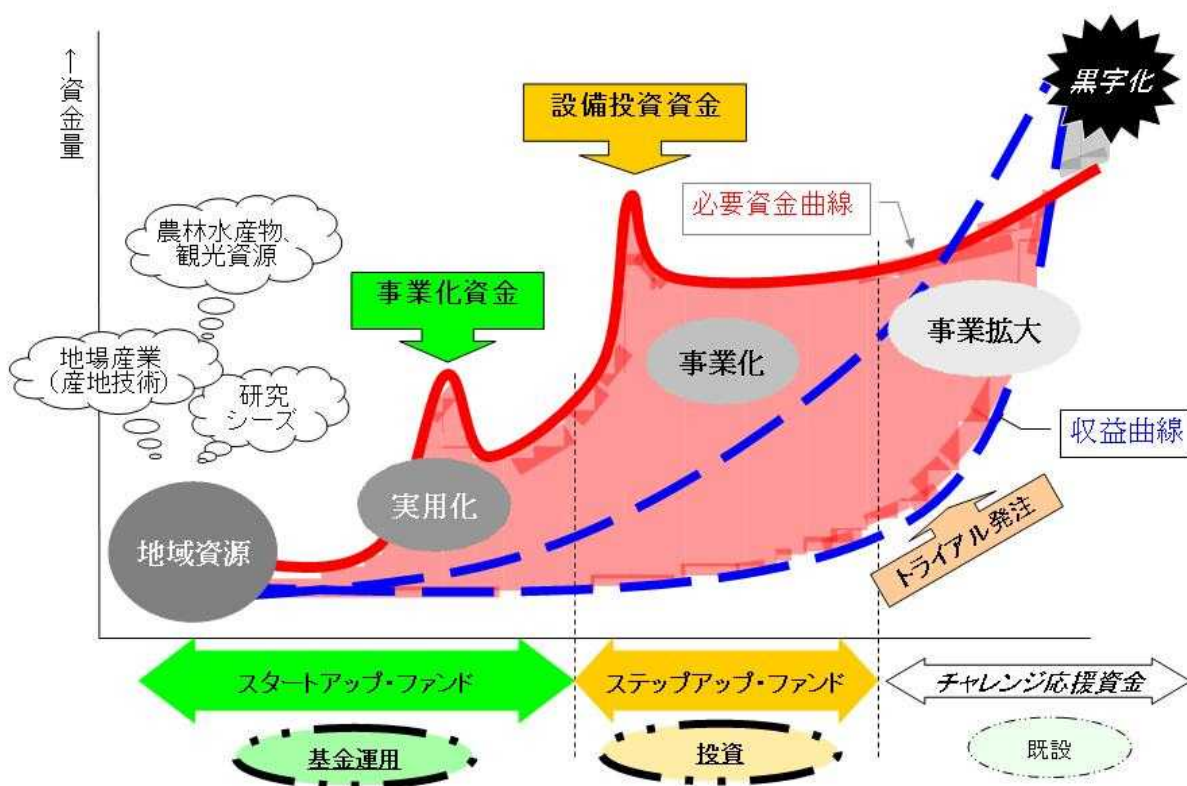 ↑資金量
黒字化
設備投資資金
必要資金曲線
農林水産物、
観光資源
事業化資金
地場産業
(産地技術)
研究
シーズ
事業化
事業拡大
収益曲線
実用化
地域資源
トライアル発注
スタートアップ・ファンド
ステップアップ・ファンド
チャレンジ応援資金
基金運用
投資
既設